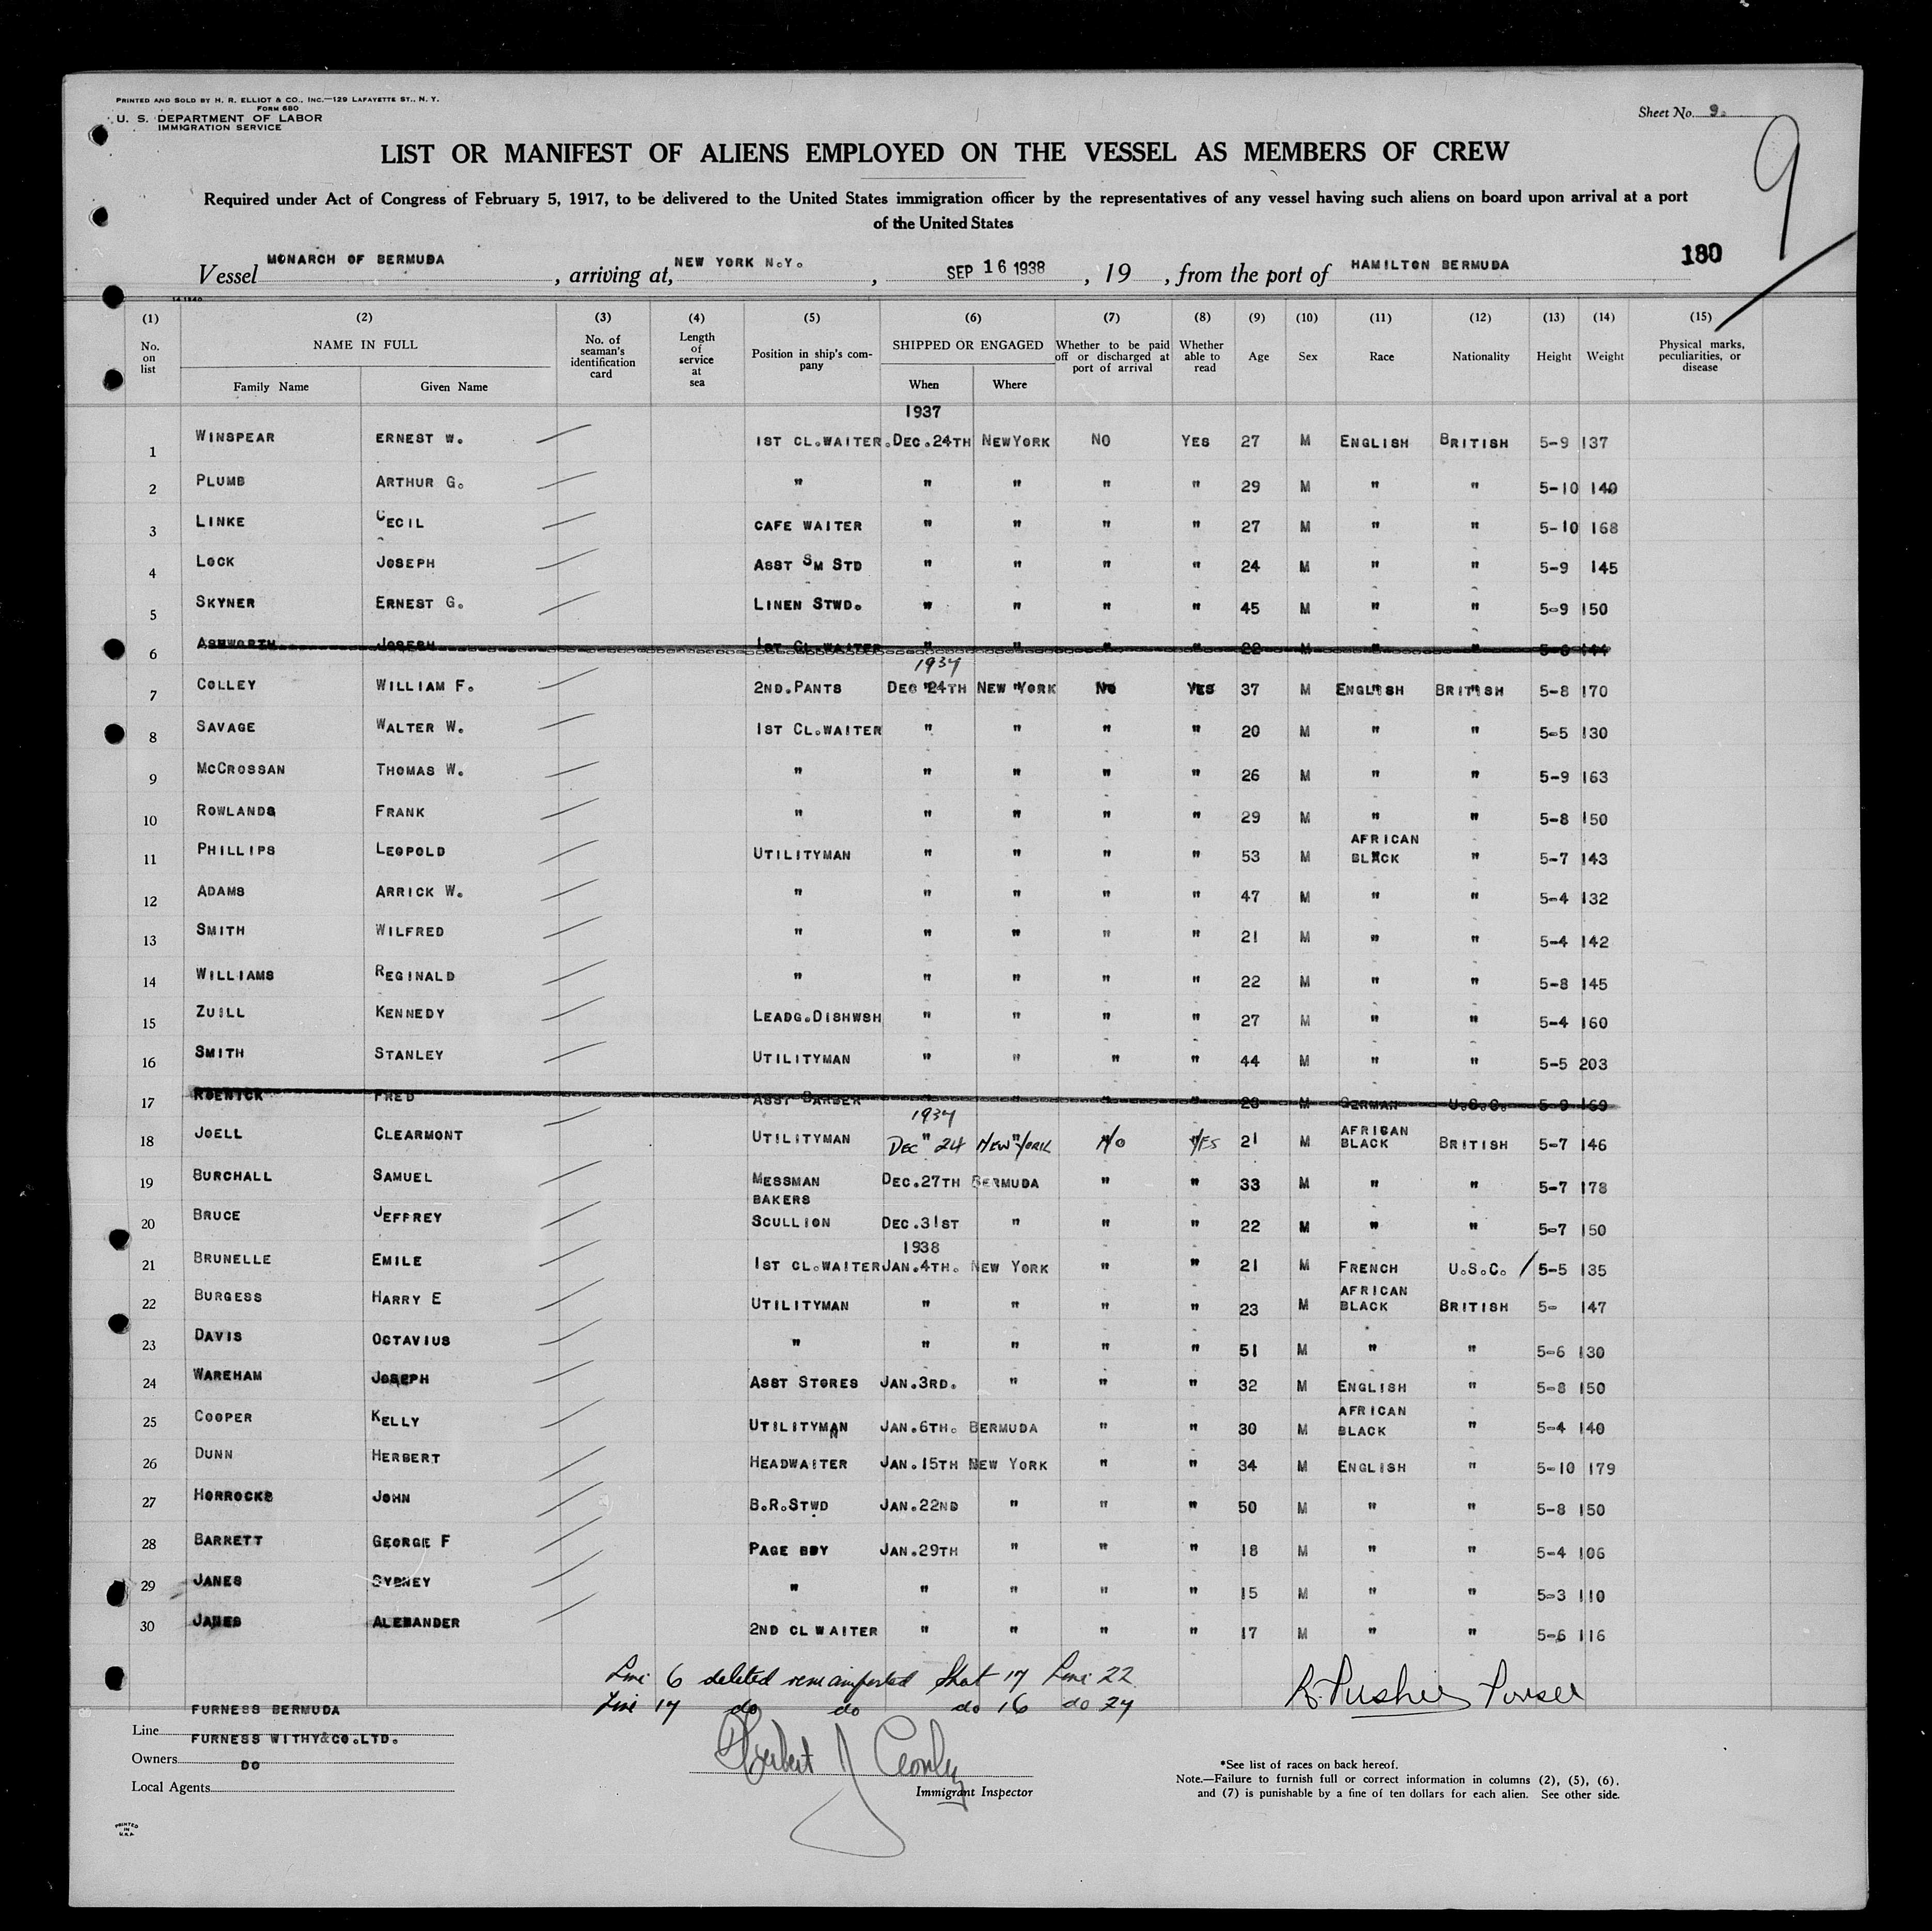 PRINTED AND SOLD BY H. R. ELLIOT & CO., INC.—129 LAFAYETTE ST., N. Y.
FORM 680
U. S. DEPARTMENT OF LABOR
IMMIGRATION SERVICE
Sheet No. 9.
9
LIST OR MANIFEST OF ALIENS EMPLOYED ON THE VESSEL AS MEMBERS OF CREW
Required under Act of Congress of February 5, 1917, to be delivered to the United States immigration officer by the representatives of any vessel having such aliens on board upon arrival at a port
of the United States
Vessel MONARCH OF BERMUDA, arriving at, NEW YORK N.Y., SEP 16 1938, 19, from the port of HAMILTON BERMUDA 180
(1) (2) (3) (4) (5) (6) (7) (8) (9) (10) (11) (12) (13) (14) (15)
No. on list NAME IN FULL Family Name Given Name No. of seaman's identification card Length of service at sea Position in ship's company SHIPPED OR ENGAGED When Where Whether to be paid off or discharged at port of arrival Whether able to read Age Sex Race Nationality Height Weight Physical marks, peculiarities, or disease
1937
1 WINSPEAR ERNEST W. 1ST CL.WAITER. DEC.24TH NEWYORK NO YES 27 M ENGLISH BRITISH 5-9 137
2 PLUMB ARTHUR G. " " " " " 29 M " " 5-10 140
3 LINKE CECIL CAFE WAITER " " " " 27 M " " 5-10 168
4 LOCK JOSEPH ASST SM STD " " " " 24 M " " 5-9 145
5 SKYNER ERNEST G. LINEN STWD. " " " " 45 M " " 5-9 150
6 ASHWORTH JOSEPH 1ST CL.WAITER " " " " 22 M " " 5-6 144
1937
7 COLLEY WILLIAM F. 2ND.PANTS DEC 24TH NEW YORK NO YES 37 M ENGLISH BRITISH 5-8 170
8 SAVAGE WALTER W. 1ST CL.WAITER " " " " 20 M " " 5-5 130
9 MCCROSSAN THOMAS W. " " " " " 26 M " " 5-9 163
10 ROWLANDS FRANK " " " " " 29 M " " 5-8 150
11 PHILLIPS LEOPOLD UTILITYMAN " " " " 53 M AFRICAN BLACK " 5-7 143
12 ADAMS ARRICK W. " " " " " 47 M " " 5-4 132
13 SMITH WILFRED " " " " " 21 M " " 5-4 142
14 WILLIAMS REGINALD " " " " " 22 M " " 5-8 145
15 ZUILL KENNEDY LEADG.DISHWSH " " " " 27 M " " 5-4 160
16 SMITH STANLEY UTILITYMAN " " " " 44 M " " 5-5 203
17 FRED ASST BARBER " " " " 28 M GERMAN U.S.C. 5-9 169
1937
18 JOELL CLEARMONT UTILITYMAN DEC 24 NEW YORK NO YES 21 M AFRICAN BLACK BRITISH 5-7 146
19 BURCHALL SAMUEL MESSMAN DEC.27TH BERMUDA " " 33 M " " 5-7 178
20 BRUCE JEFFREY BAKERS SCULLION DEC.31ST " " " 22 M " " 5-7 150
1938
21 BRUNELLE EMILE 1ST CL.WAITER JAN.4TH. NEW YORK " " 21 M FRENCH U.S.C. / 5-5 135
22 BURGESS HARRY E UTILITYMAN " " " " 23 M AFRICAN BLACK BRITISH 5- 147
23 DAVIS OCTAVIUS " " " " " 51 M " " 5-6 130
24 WAREHAM JOSEPH ASST STORES JAN.3RD. " " " 32 M ENGLISH " 5-8 150
25 COOPER KELLY UTILITYMAN JAN.6TH. BERMUDA " " 30 M AFRICAN BLACK " 5-4 140
26 DUNN HERBERT HEADWAITER JAN.15TH NEW YORK " " 34 M ENGLISH " 5-10 179
27 HORROCKS JOHN B.R.STWD JAN.22ND " " " 50 M " " 5-8 150
28 BARNETT GEORGIE F PAGE BOY JAN.29TH " " " 18 M " " 5-4 106
29 JANES SYDNEY " " " " " 15 M " " 5-3 110
30 JAMES ALEXANDER 2ND CL WAITER " " " " 17 M " " 5-6 116
Line 6 deleted remanifested Sheet 17 Line 22
Line 17 do do do 16 do 27
Purser
FURNESS BERMUDA
Line
FURNESS WITHY&CO.LTD.
Owners
DO
Local Agents
Herbert J
Immigrant Inspector
*See list of races on back hereof.
Note.—Failure to furnish full or correct information in columns (2), (5), (6),
and (7) is punishable by a fine of ten dollars for each alien. See other side.
PRINTED
IN
U.S.A.